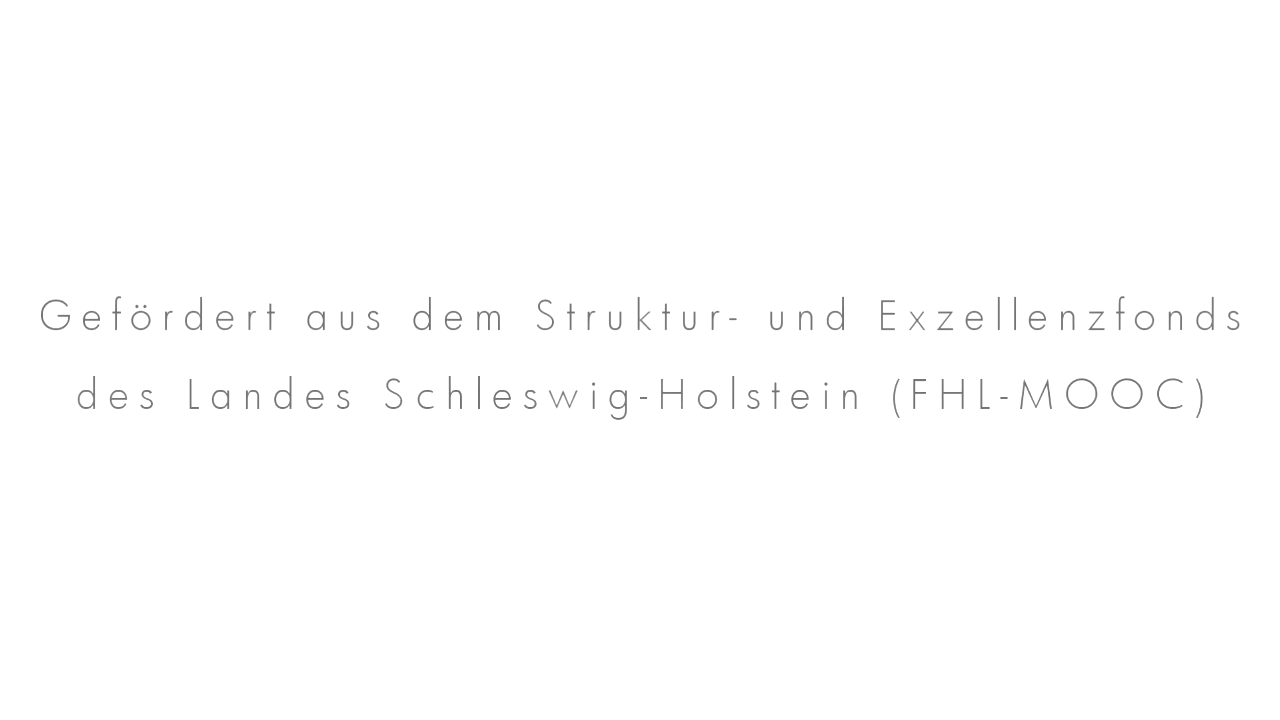 Gefördert aus dem Struktur- und Exzellenzfonds
des Landes Schleswig-Holstein (FHL-MOOC)